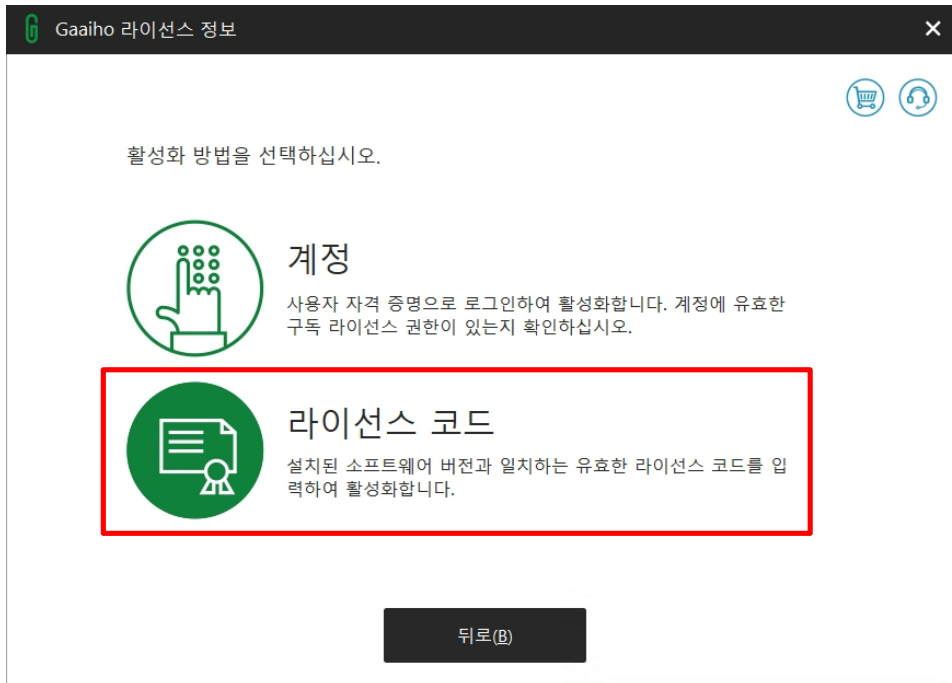 Gaaiho 라이선스 정보
활성화 방법을 선택하십시오.
계정
사용자 자격 증명으로 로그인하여 활성화합니다. 계정에 유효한
구독 라이선스 권한이 있는지 확인하십시오.
라이선스 코드
설치된 소프트웨어 버전과 일치하는 유효한 라이선스 코드를 입
력하여 활성화합니다.
뒤로(B)